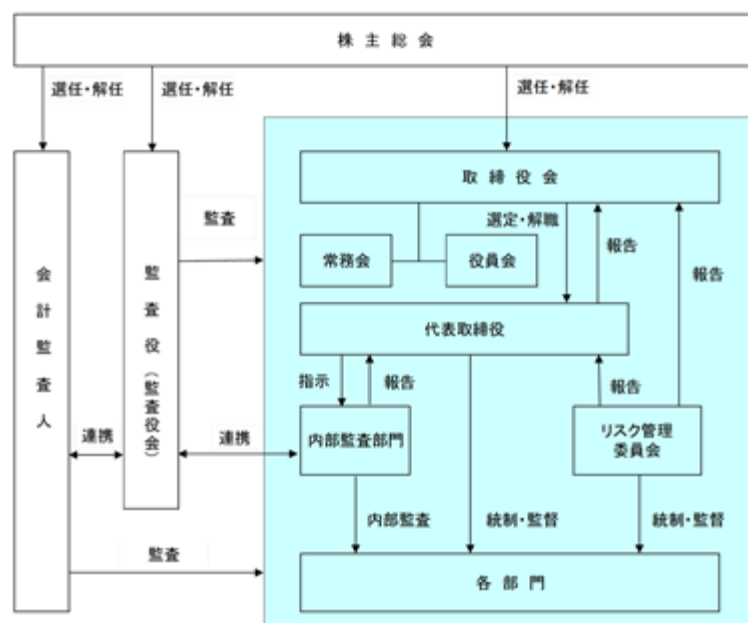 株主総会
選任・解任
選任・解任
選任・解任
取締役会
監査
選定・解職
常務会
役員会
報告
報告
会計監査人
監査役（監査役会）
代表取締役
指示
報告
報告
連携
連携
内部監査部門
リスク管理
委員会
内部監査
統制・監督
統制・監督
監査
各部門